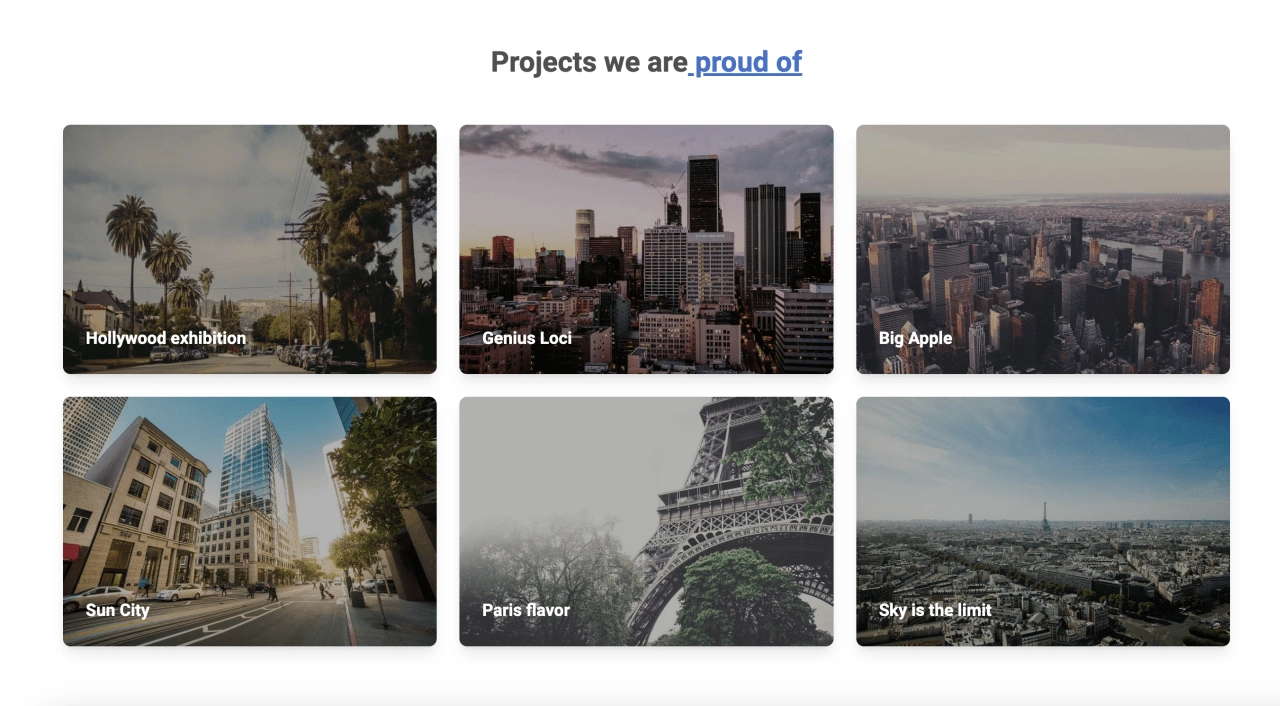 Projects we are proud of
Hollywood exhibition
Genius Loci
Big Apple
Sun City
Paris flavor
Sky is the limit